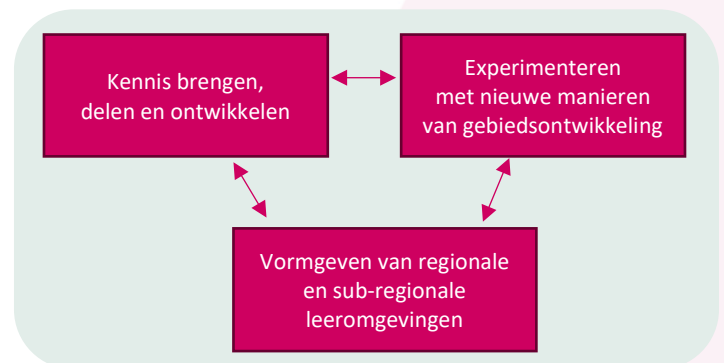 Kennis brengen,
delen en ontwikkelen
Experimenteren
met nieuwe manieren
van gebiedsontwikkeling
Vormgeven van regionale
en sub-regionale
leeromgevingen